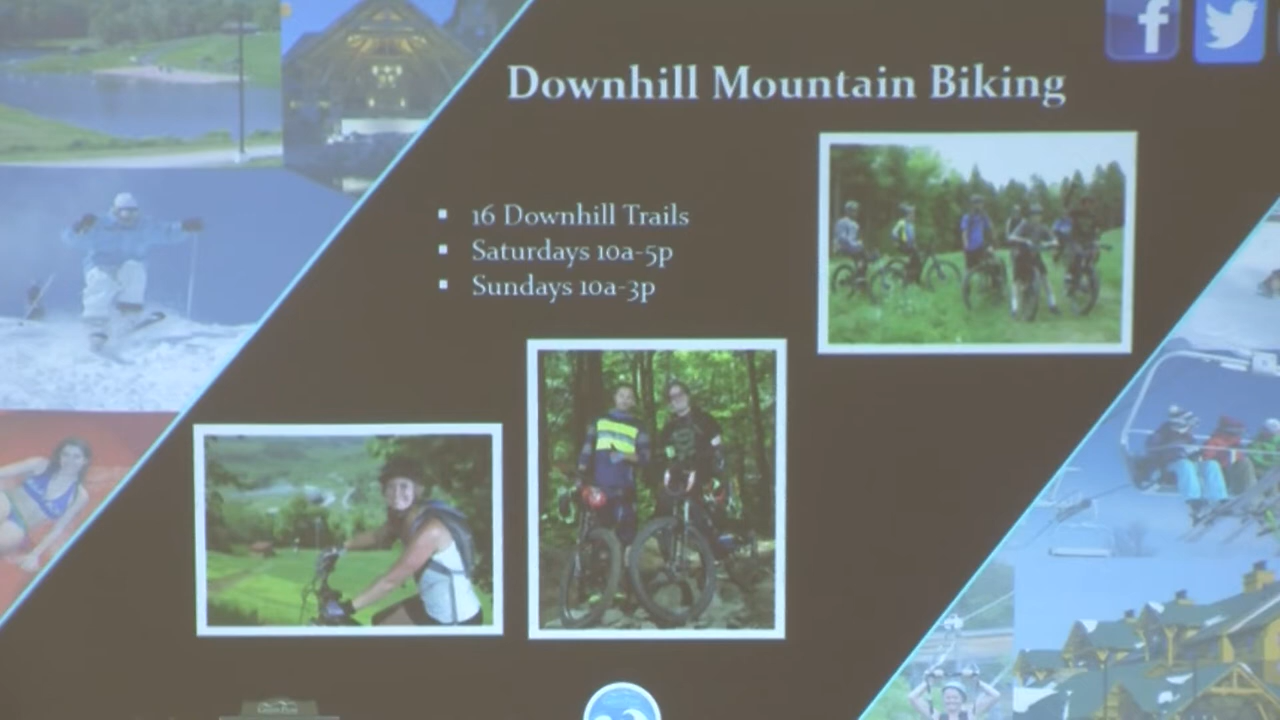 Downhill Mountain Biking
16 Downhill Trails
Saturdays 10a-5p
Sundays 10a-3p